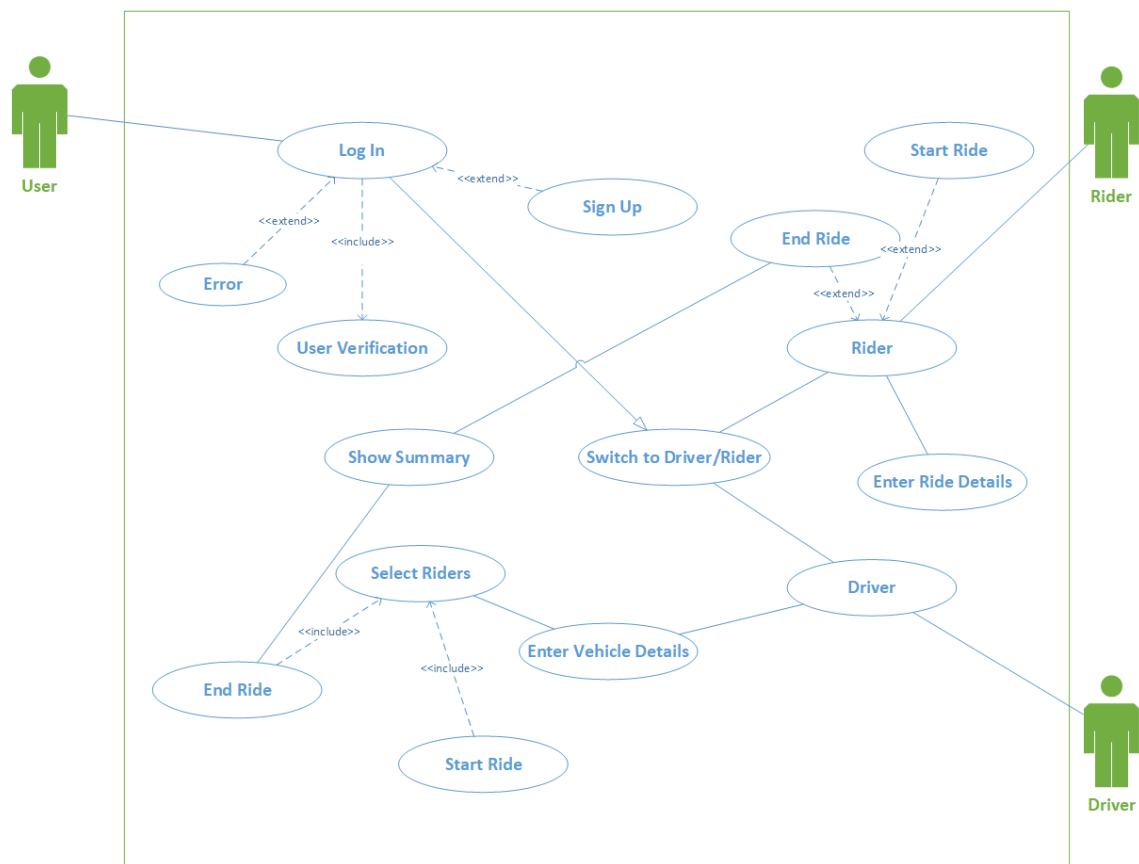 Log In
Start Ride
<<extend>>
User
Rider
Sign Up
<<extend>>
End Ride
<<include>>
<<extend>>
Error
<<extend>>
User Verification
Rider
Show Summary
Switch to Driver/Rider
Enter Ride Details
Select Riders
Driver
<<include>>
Enter Vehicle Details
<<include>>
End Ride
Start Ride
Driver